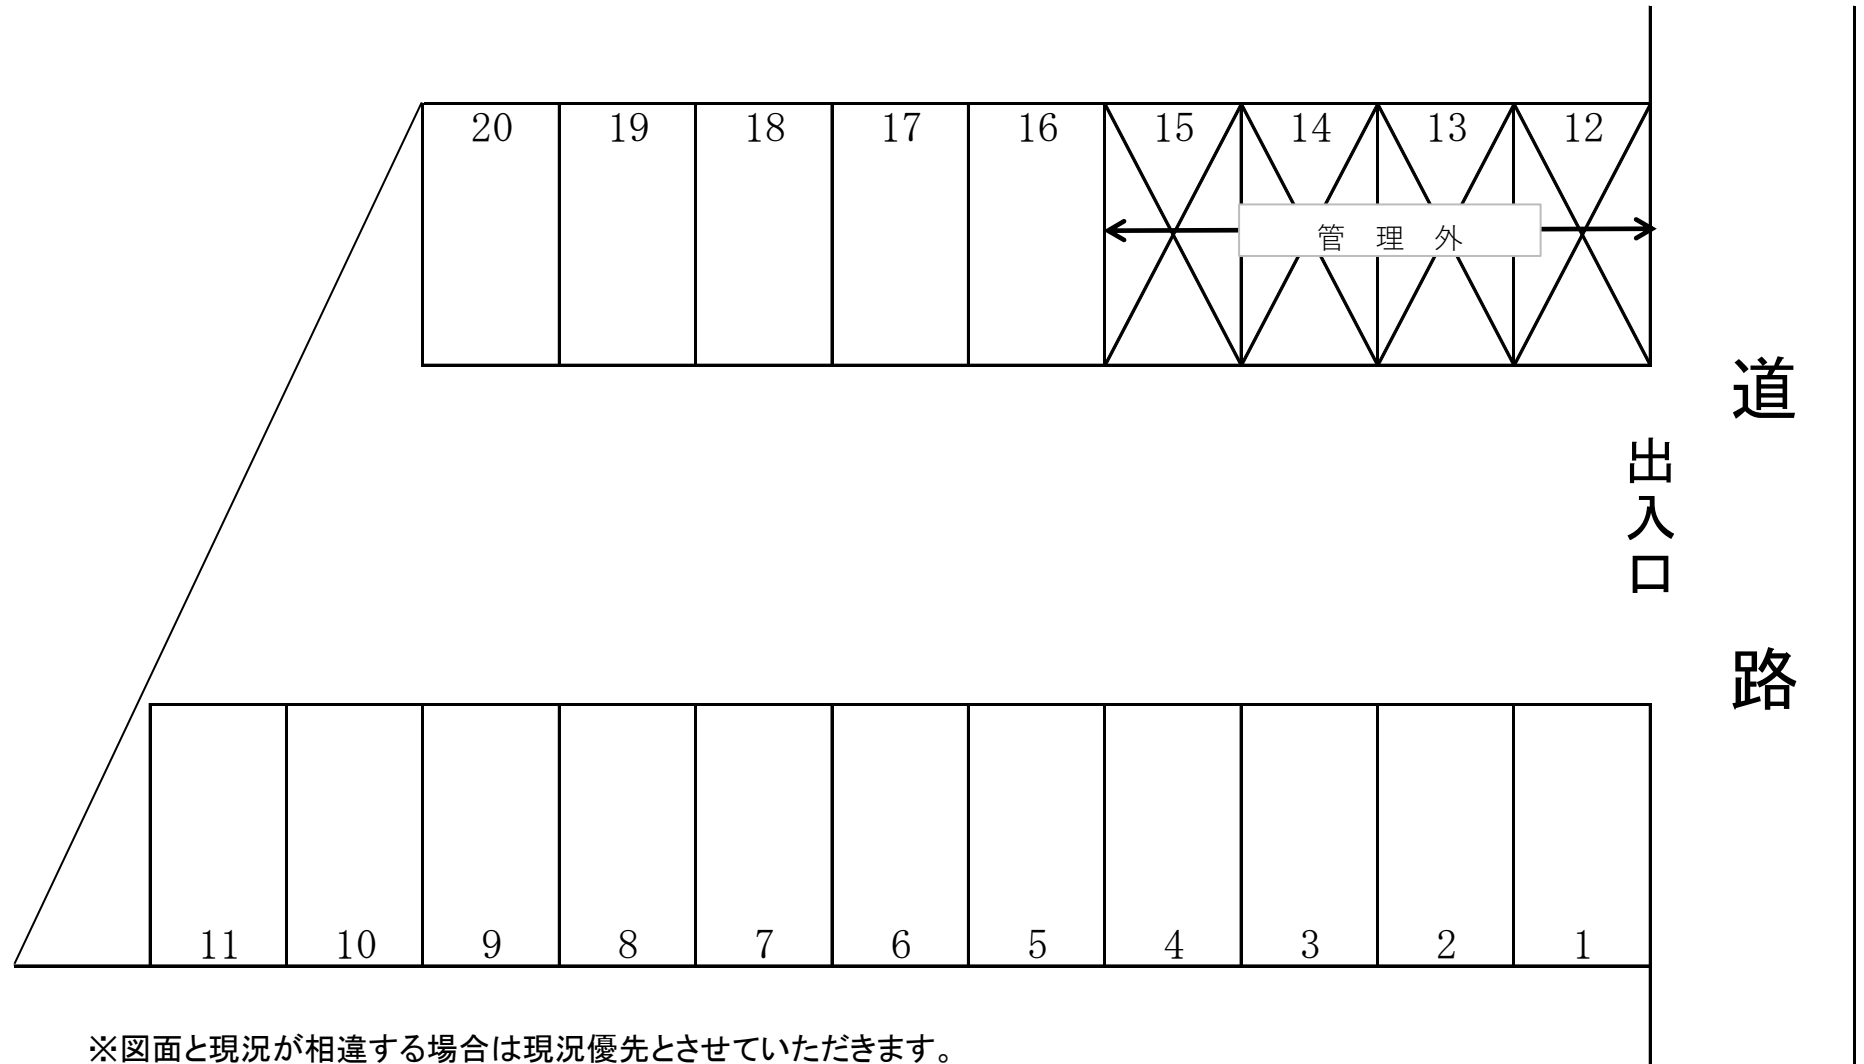 20 19 18 17 16 15 14 13 12
管理外
道路
出入口
11 10 9 8 7 6 5 4 3 2 1
※図面と現況が相違する場合は現況優先とさせていただきます。